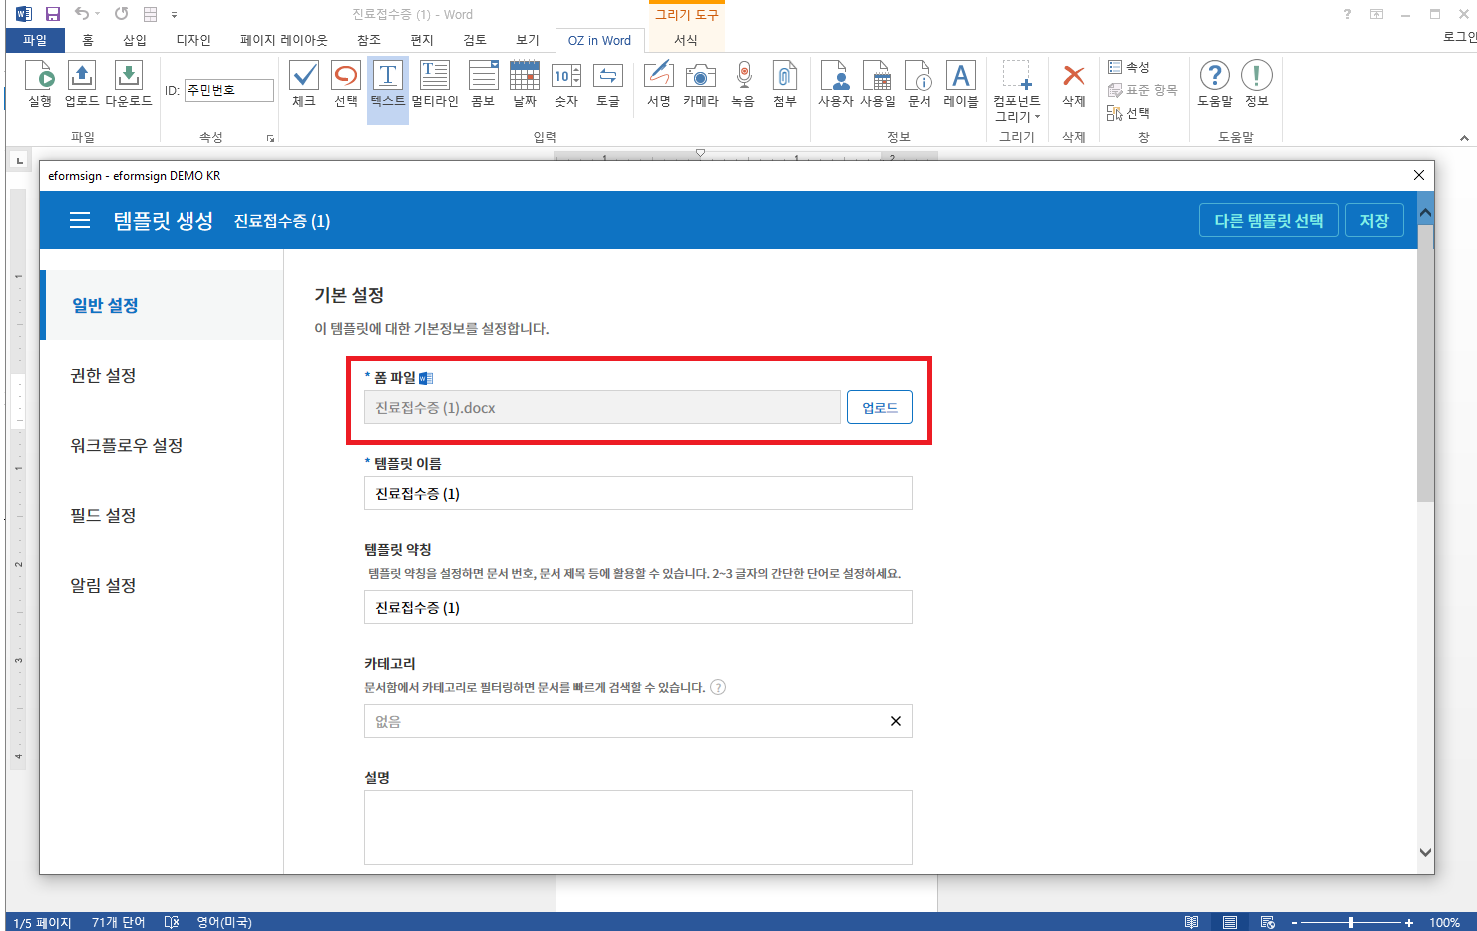 진료접수증 (1) - Word
그리기 도구
?
파일 홈 삽입 디자인 페이지 레이아웃 참조 편지 검토 보기 OZ in Word 서식
로그인
실행 업로드 다운로드
ID: 주민번호
체크 선택 텍스트 멀티라인 콤보 날짜 숫자 토글 서명 카메라 녹음 첨부
사용자 사용일 문서 레이블
컴포넌트
그리기
삭제
속성
표준 항목
선택
도움말 정보
파일 속성 입력 정보 그리기 삭제 창 도움말
eformsign - eformsign DEMO KR
템플릿 생성 진료접수증 (1)
다른 템플릿 선택 저장
일반 설정
권한 설정
워크플로우 설정
필드 설정
알림 설정
기본 설정
이 템플릿에 대한 기본정보를 설정합니다.
* 폼 파일
진료접수증 (1).docx
업로드
* 템플릿 이름
진료접수증 (1)
템플릿 약칭
템플릿 약칭을 설정하면 문서 번호, 문서 제목 등에 활용할 수 있습니다. 2~3 글자의 간단한 단어로 설정하세요.
진료접수증 (1)
카테고리
문서함에서 카테고리로 필터링하면 문서를 빠르게 검색할 수 있습니다. ?
없음
설명
1/5 페이지 71개 단어 영어(미국)
100%